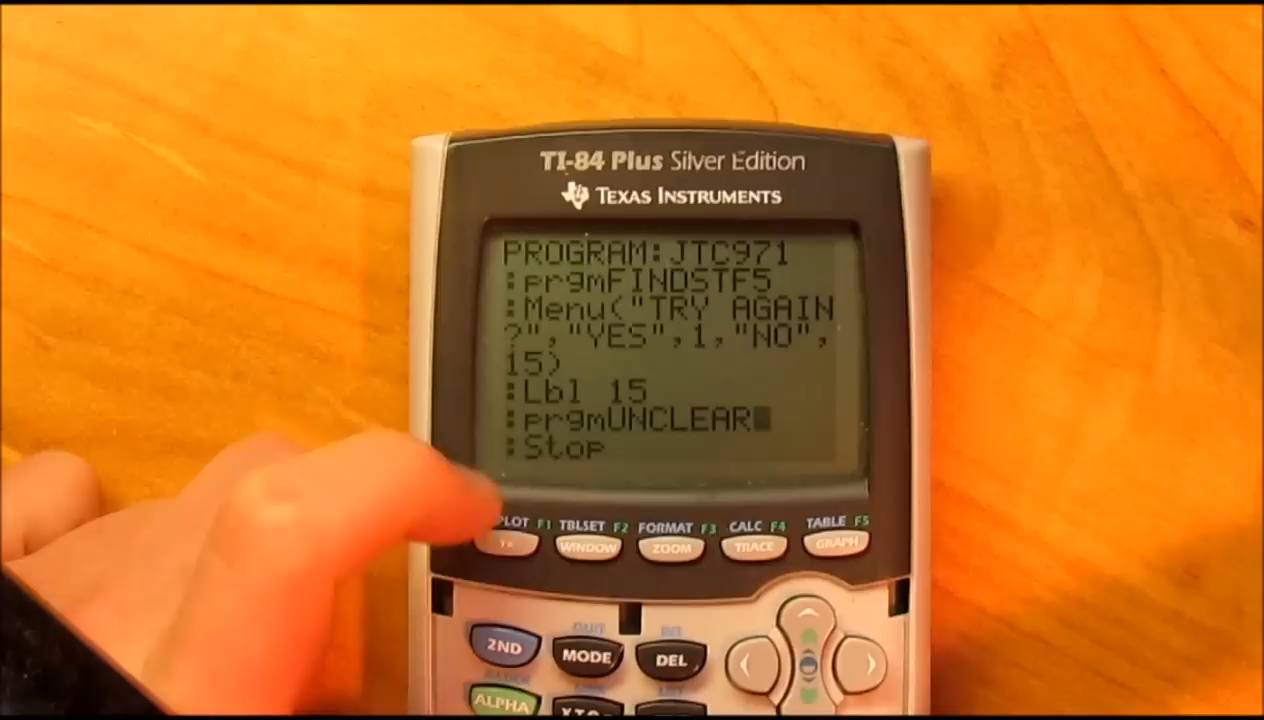 TI-84 Plus Silver Edition
TEXAS INSTRUMENTS
PROGRAM:JTC971
:prgmFINDSTF5
:Menu("TRY AGAIN
?","YES",1,"NO",
15)
:Lbl 15
:prgmUNCLEAR
:Stop
PLOT F1 TBLSET F2 FORMAT F3 CALC F4 TABLE F5
Y= WINDOW ZOOM TRACE GRAPH
QUIT INS
2ND MODE DEL
ALPHA